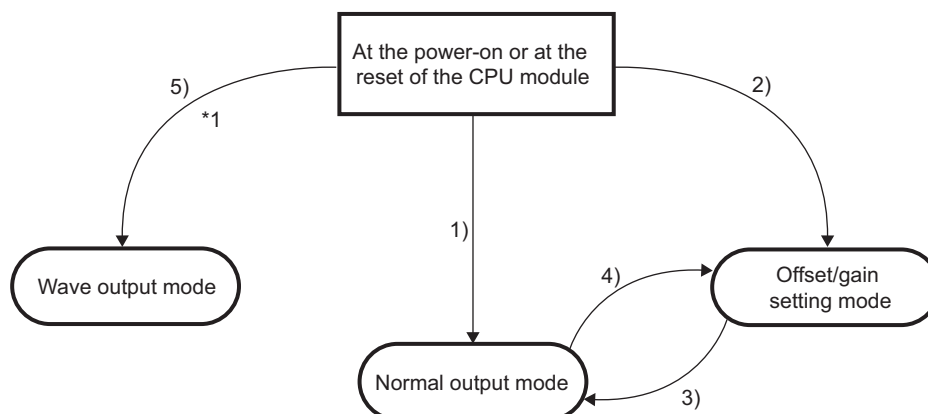 At the power-on or at the
reset of the CPU module
5)
*1
2)
1)
4)
Wave output mode
Offset/gain
setting mode
Normal output mode
3)